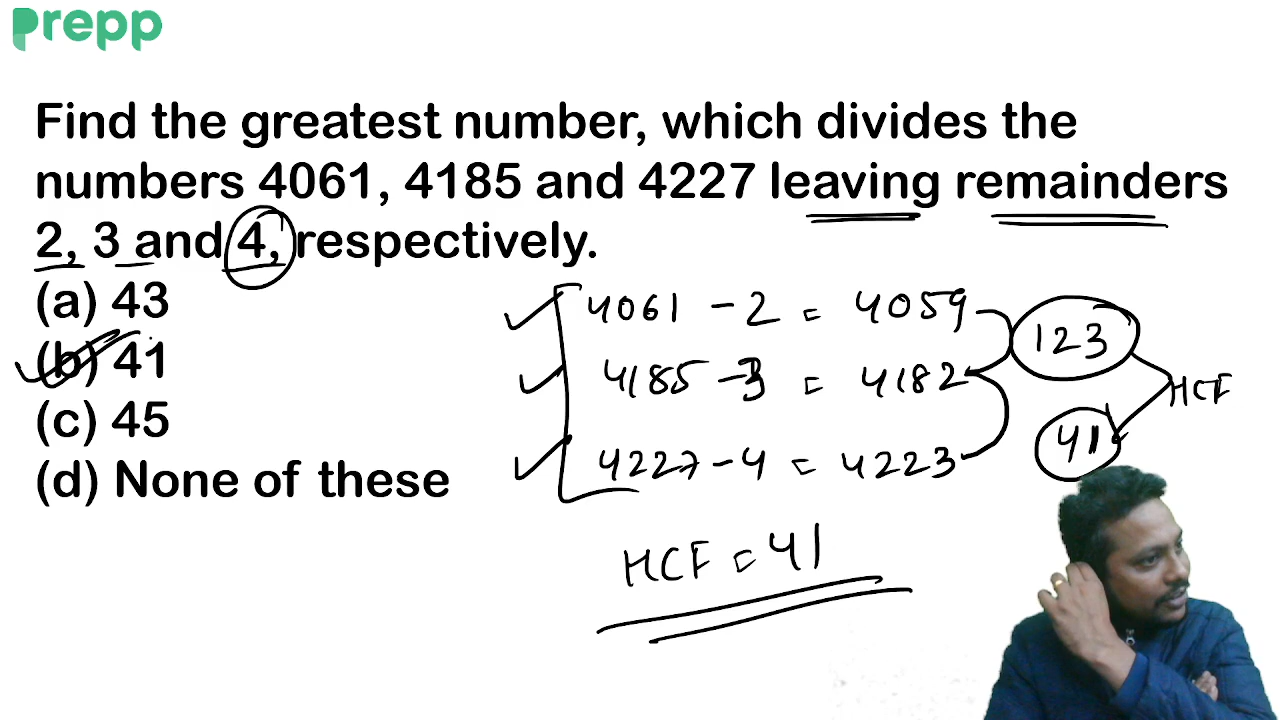 Prepp
Find the greatest number, which divides the
numbers 4061, 4185 and 4227 leaving remainders
2, 3 and 4, respectively.
(a) 43
(b) 41
(c) 45
(d) None of these
4061 - 2 = 4059
4185 - 3 = 4182
4227 - 4 = 4223
123
41
HCF
HCF = 41